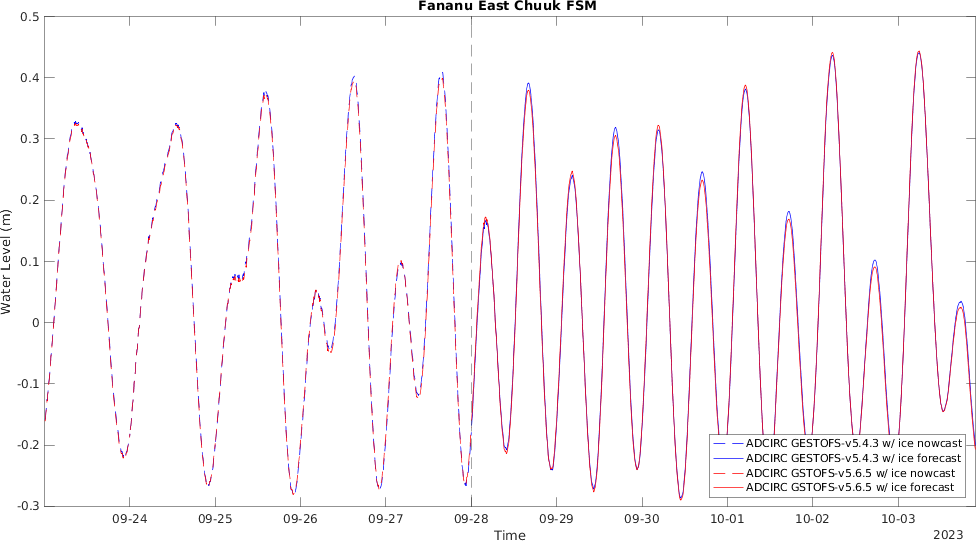 Fananu East Chuuk FSM
0.5
0.4
0.3
0.2
0.1
0
-0.1
-0.2
-0.3
Water Level (m)
ADCIRC GESTOFS-v5.4.3 w/ ice nowcast
ADCIRC GESTOFS-v5.4.3 w/ ice forecast
ADCIRC GSTOFS-v5.6.5 w/ ice nowcast
ADCIRC GSTOFS-v5.6.5 w/ ice forecast
09-24 09-25 09-26 09-27 09-28 09-29 09-30 10-01 10-02 10-03
Time
2023